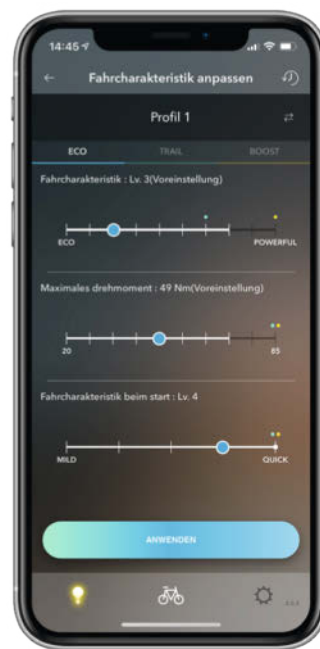 14:45
Fahrcharakteristik anpassen
Profil 1
ECO TRAIL BOOST
Fahrcharakteristik : Lv. 3(Voreinstellung)
ECO POWERFUL
Maximales drehmoment : 49 Nm(Voreinstellung)
20 85
Fahrcharakteristik beim start : Lv. 4
MILD QUICK
ANWENDEN